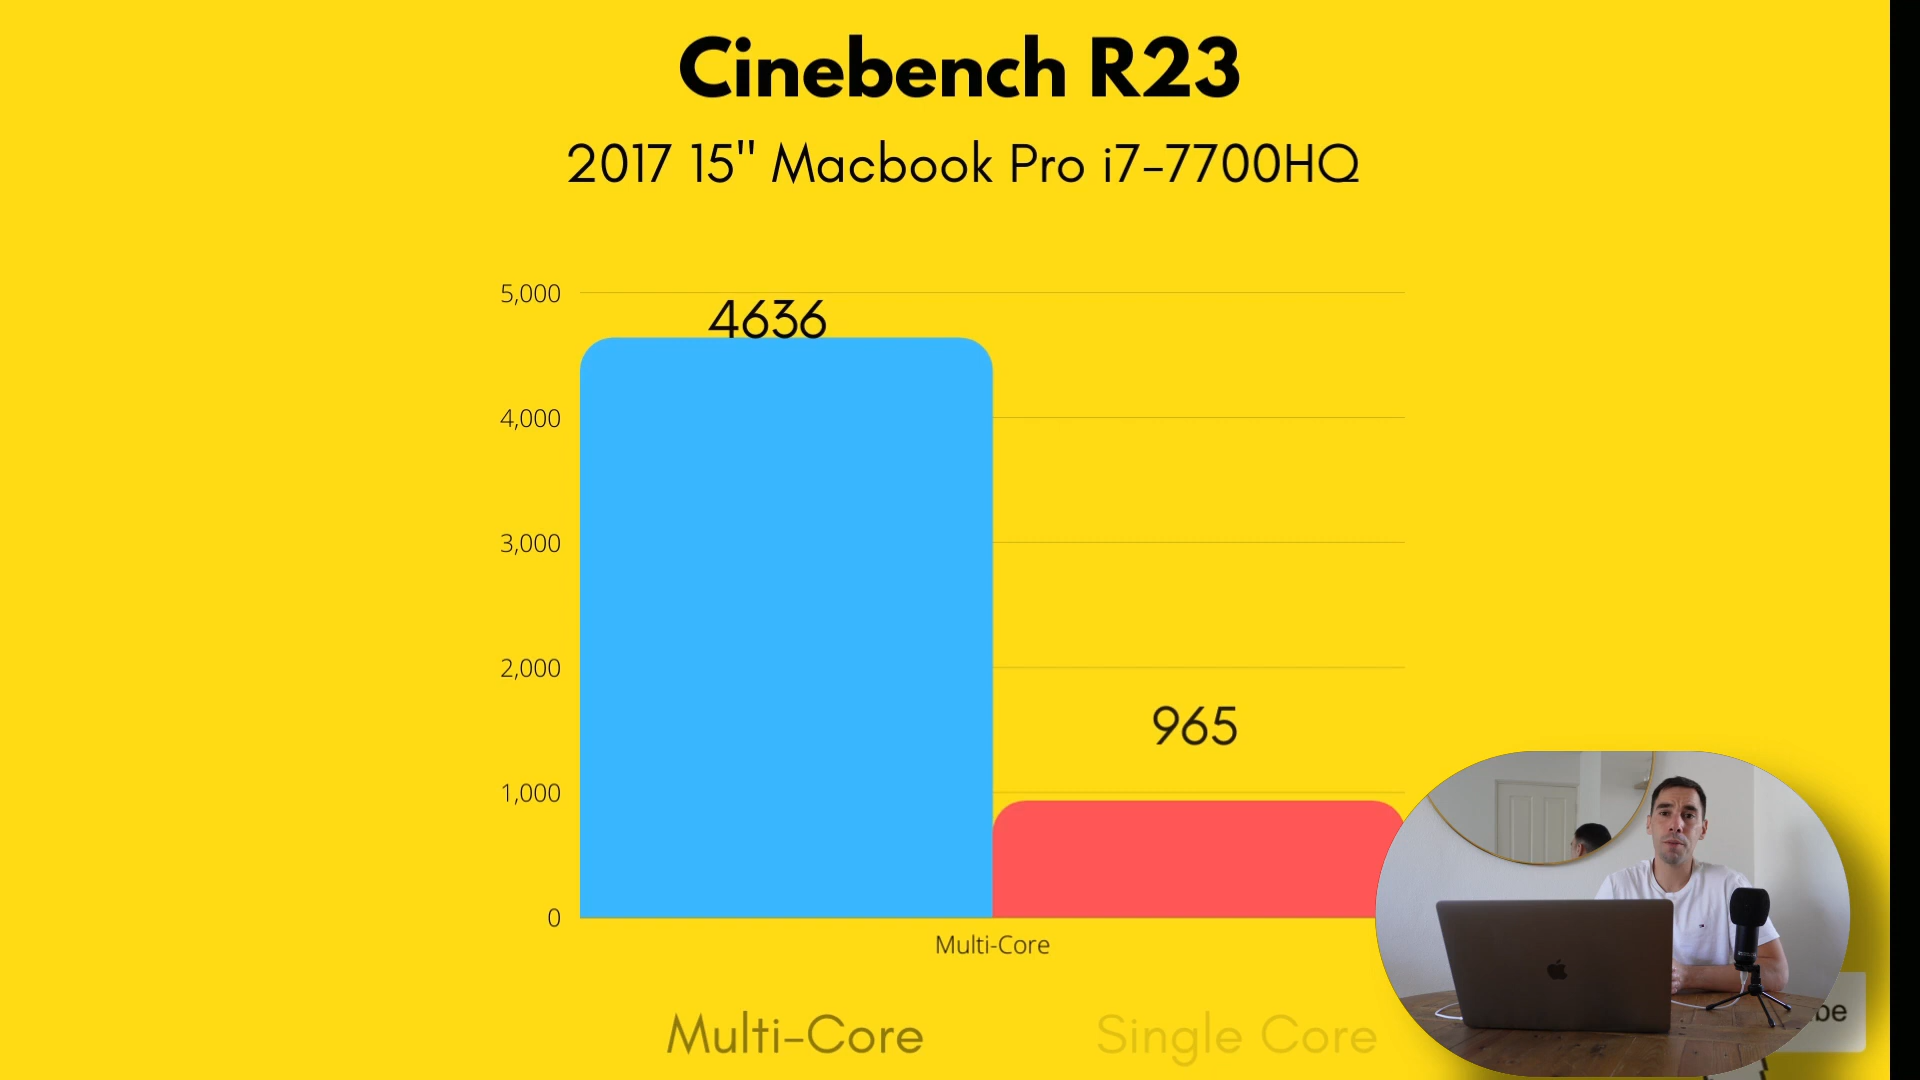 Cinebench R23
2017 15" Macbook Pro i7-7700HQ
5,000
4636
4,000
3,000
2,000
965
1,000
0
Multi-Core
Multi-Core
Single Core
be